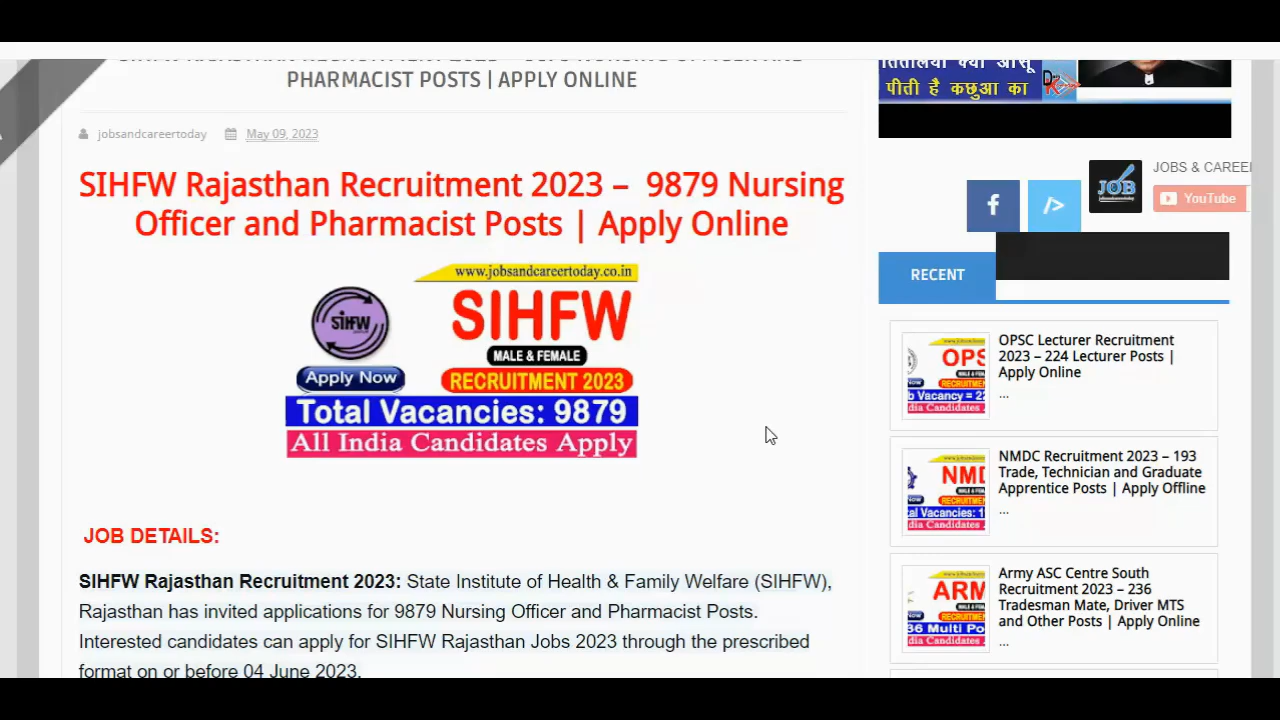 PHARMACIST POSTS | APPLY ONLINE
jobsandcareertoday May 09, 2023
SIHFW Rajasthan Recruitment 2023 – 9879 Nursing
Officer and Pharmacist Posts | Apply Online
www.jobsandcareertoday.co.in
SIHFW
SIHFW
MALE & FEMALE
Apply Now
RECRUITMENT 2023
Total Vacancies: 9879
All India Candidates Apply
JOB DETAILS:
SIHFW Rajasthan Recruitment 2023: State Institute of Health & Family Welfare (SIHFW),
Rajasthan has invited applications for 9879 Nursing Officer and Pharmacist Posts.
Interested candidates can apply for SIHFW Rajasthan Jobs 2023 through the prescribed
format on or before 04 June 2023.
तितलियां क्यों आंसू
पीती है कछुआ का
JOBS & CAREE
JOB
YouTube
RECENT
OPSC Lecturer Recruitment
2023 – 224 Lecturer Posts |
Apply Online
...
NMDC Recruitment 2023 – 193
Trade, Technician and Graduate
Apprentice Posts | Apply Offline
...
Army ASC Centre South
Recruitment 2023 – 236
Tradesman Mate, Driver MTS
and Other Posts | Apply Online
...